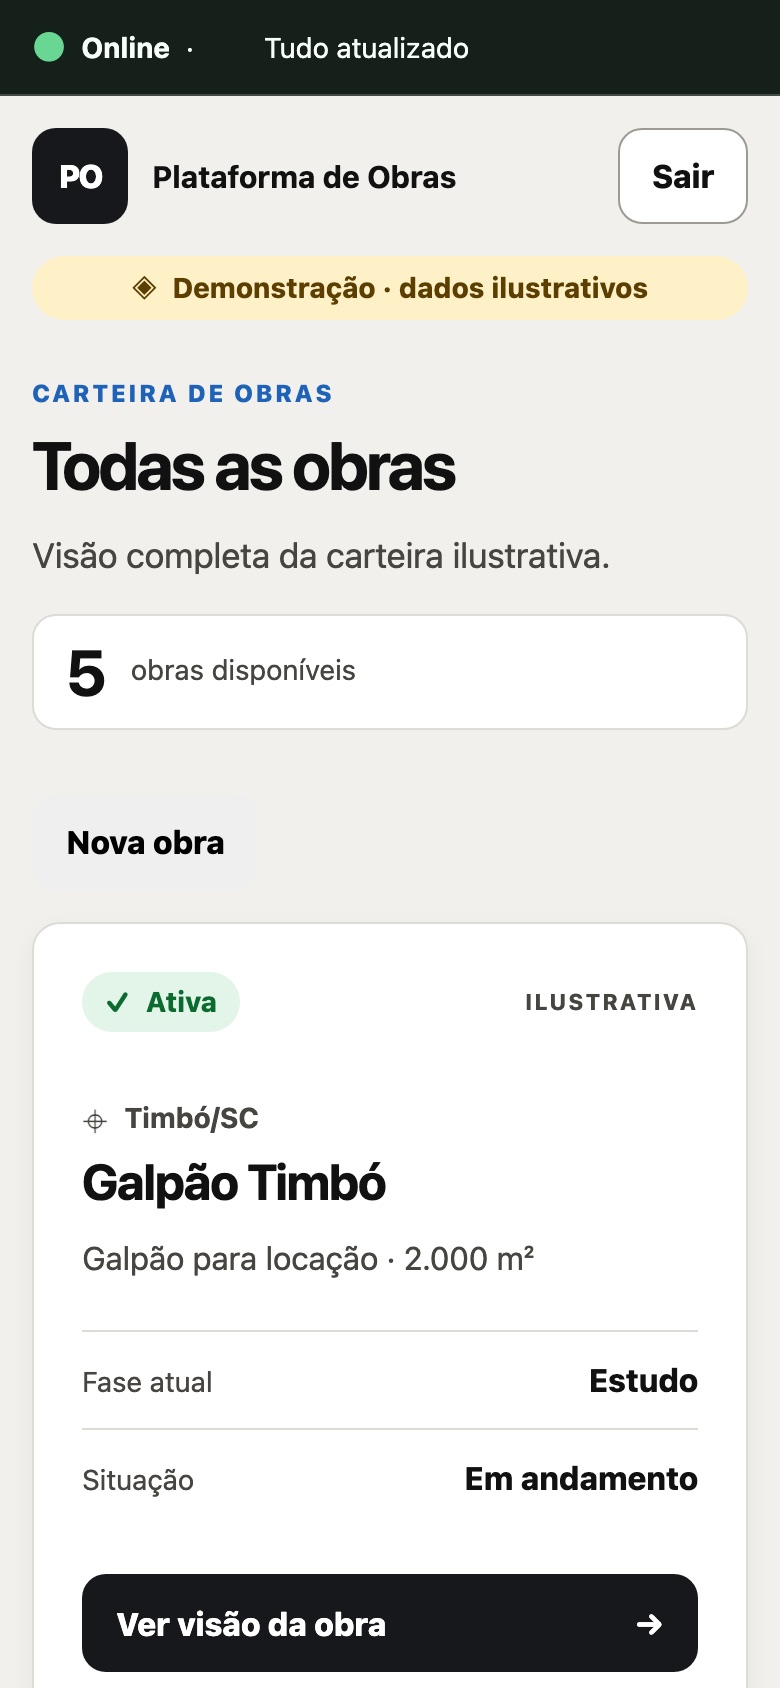 Online · Tudo atualizado
PO Plataforma de Obras Sair
Demonstração · dados ilustrativos
CARTEIRA DE OBRAS
Todas as obras
Visão completa da carteira ilustrativa.
5 obras disponíveis
Nova obra
Ativa ILUSTRATIVA
Timbó/SC
Galpão Timbó
Galpão para locação · 2.000 m²
Fase atual Estudo
Situação Em andamento
Ver visão da obra →